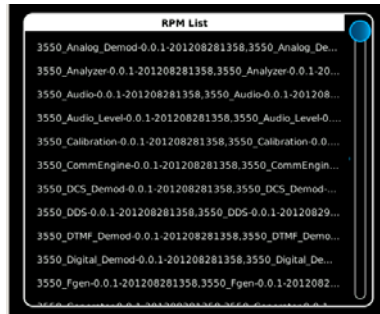 RPM List
3550_Analog_Demod-0.0.1-201208281358,3550_Analog_De...
3550_Analyzer-0.0.1-201208281358,3550_Analyzer-0.0.1-20...
3550_Audio-0.0.1-201208281358,3550_Audio-0.0.1-201208...
3550_Audio_Level-0.0.1-201208281358,3550_Audio_Level-0....
3550_Calibration-0.0.1-201208281358,3550_Calibration-0.0....
3550_CommEngine-0.0.1-201208281358,3550_CommEngin...
3550_DCS_Demod-0.0.1-201208281358,3550_DCS_Demod-...
3550_DDS-0.0.1-201208281358,3550_DDS-0.0.1-20120829...
3550_DTMF_Demod-0.0.1-201208281358,3550_DTMF_Demo...
3550_Digital_Demod-0.0.1-201208281358,3550_Digital_De...
3550_Fgen-0.0.1-201208281358,3550_Fgen-0.0.1-2012082...